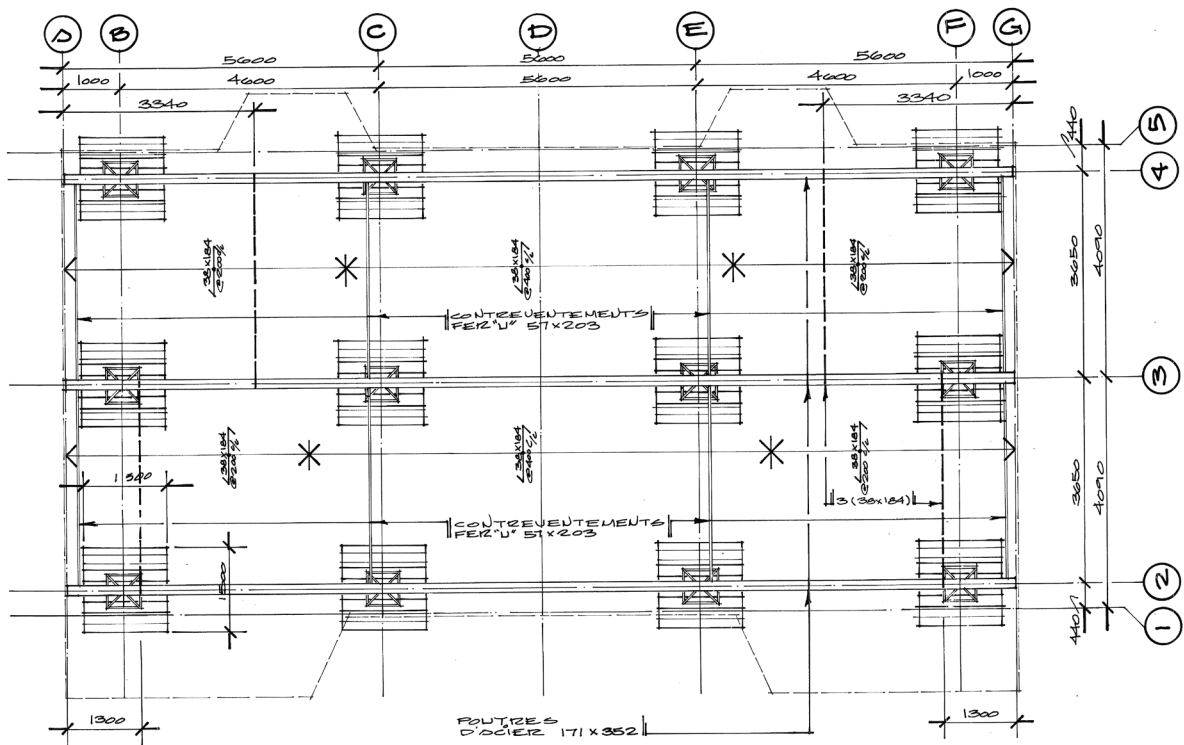 A B C D E F G
5600 5600 5600
1000 4600 5600 4600 1000
3340 3340
440
5
4
38x184 @200 c/c
38x184 @400 c/c
38x184 @200 c/c
3650
4090
CONTREVENTEMENTS
FER "U" 57x203
3
38x184 @200 c/c
38x184 @400 c/c
38x184 @200 c/c
1500
3650
4090
3(38x184)
CONTREVENTEMENTS
FER "U" 57x203
1500
2
440
1
1300
POUTRES
D'ACIER 171x352
1300